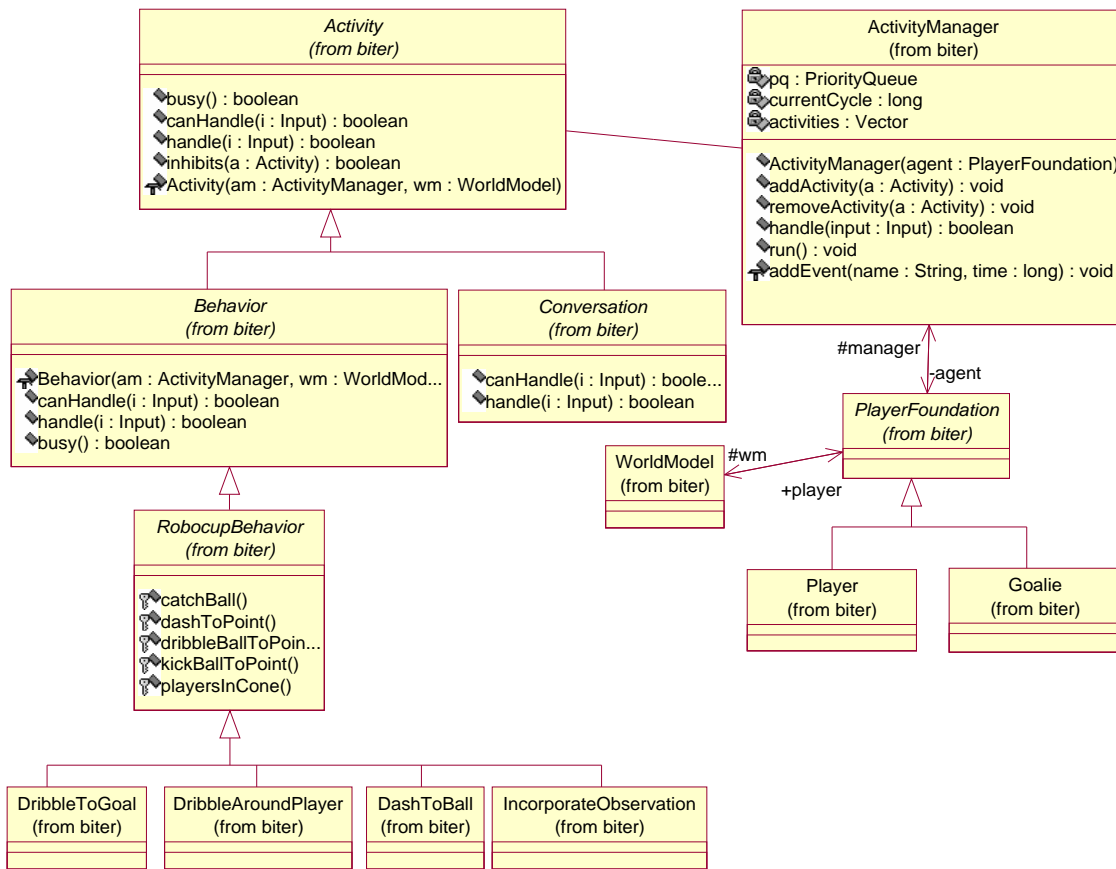 Activity
(from biter)
busy() : boolean
canHandle(i : Input) : boolean
handle(i : Input) : boolean
inhibits(a : Activity) : boolean
Activity(am : ActivityManager, wm : WorldModel)
ActivityManager
(from biter)
pq : PriorityQueue
currentCycle : long
activities : Vector
ActivityManager(agent : PlayerFoundation)
addActivity(a : Activity) : void
removeActivity(a : Activity) : void
handle(input : Input) : boolean
run() : void
addEvent(name : String, time : long) : void
Behavior
(from biter)
Behavior(am : ActivityManager, wm : WorldMod...
canHandle(i : Input) : boolean
handle(i : Input) : boolean
busy() : boolean
Conversation
(from biter)
canHandle(i : Input) : boole...
handle(i : Input) : boolean
#manager
-agent
PlayerFoundation
(from biter)
WorldModel
(from biter)
#wm
+player
RobocupBehavior
(from biter)
catchBall()
dashToPoint()
dribbleBallToPoin...
kickBallToPoint()
playersInCone()
Player
(from biter)
Goalie
(from biter)
DribbleToGoal
(from biter)
DribbleAroundPlayer
(from biter)
DashToBall
(from biter)
IncorporateObservation
(from biter)